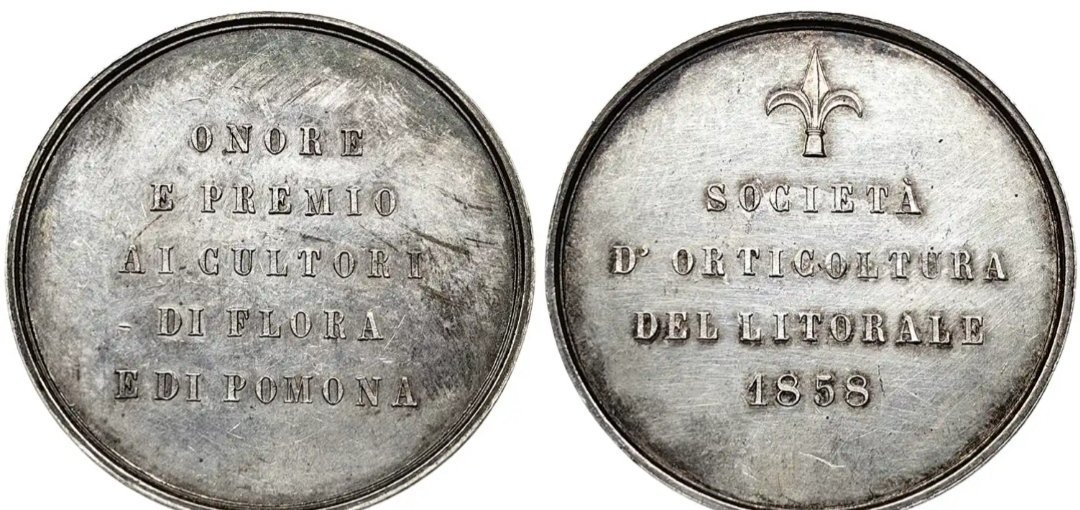 ONORE
E PREMIO
AI CULTORI
DI FLORA
E DI POMONA
SOCIETÀ
D' ORTICOLTURA
DEL LITORALE
1858